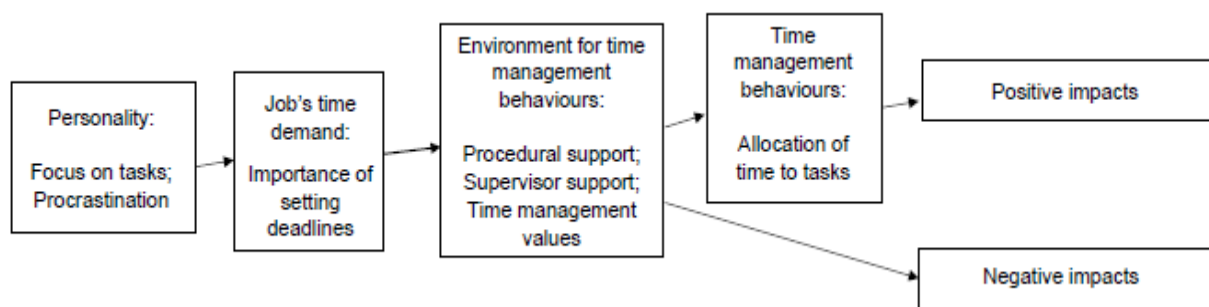 Personality:
Focus on tasks;
Procrastination
Job's time
demand:
Importance of
setting
deadlines
Environment for time
management
behaviours:
Procedural support;
Supervisor support;
Time management
values
Time
management
behaviours:
Allocation of
time to tasks
Positive impacts
Negative impacts